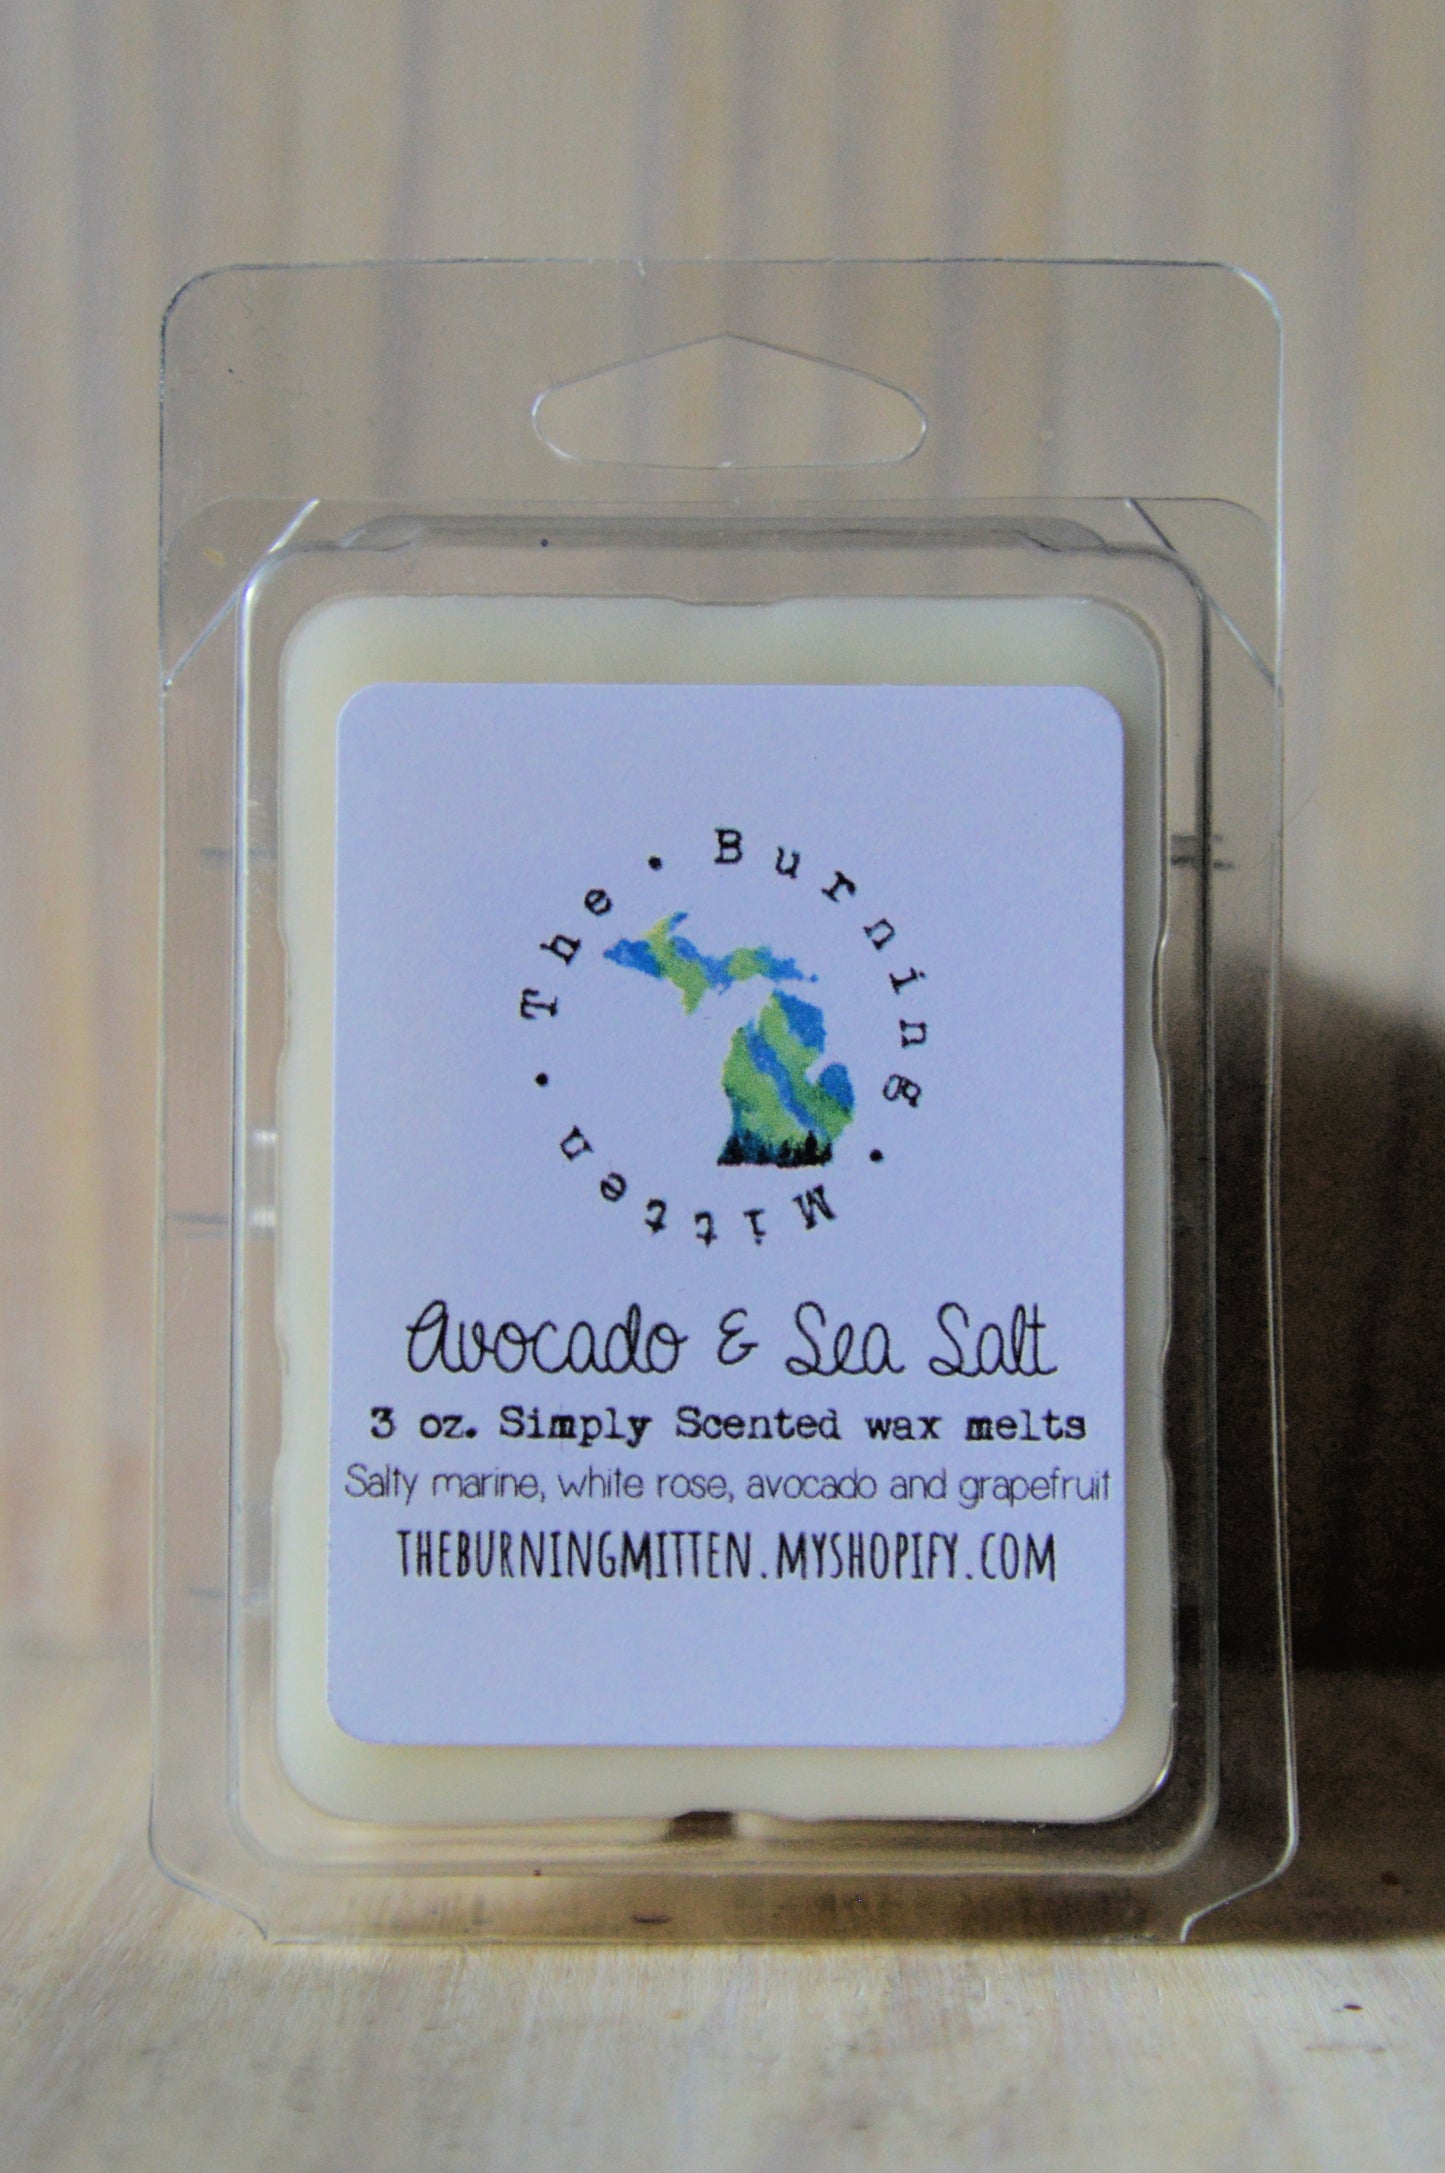 The • Burning • Mitten •
Avocado & Sea Salt
3 oz. Simply Scented wax melts
Salty marine, white rose, avocado and grapefruit
THEBURNINGMITTEN.MYSHOPIFY.COM